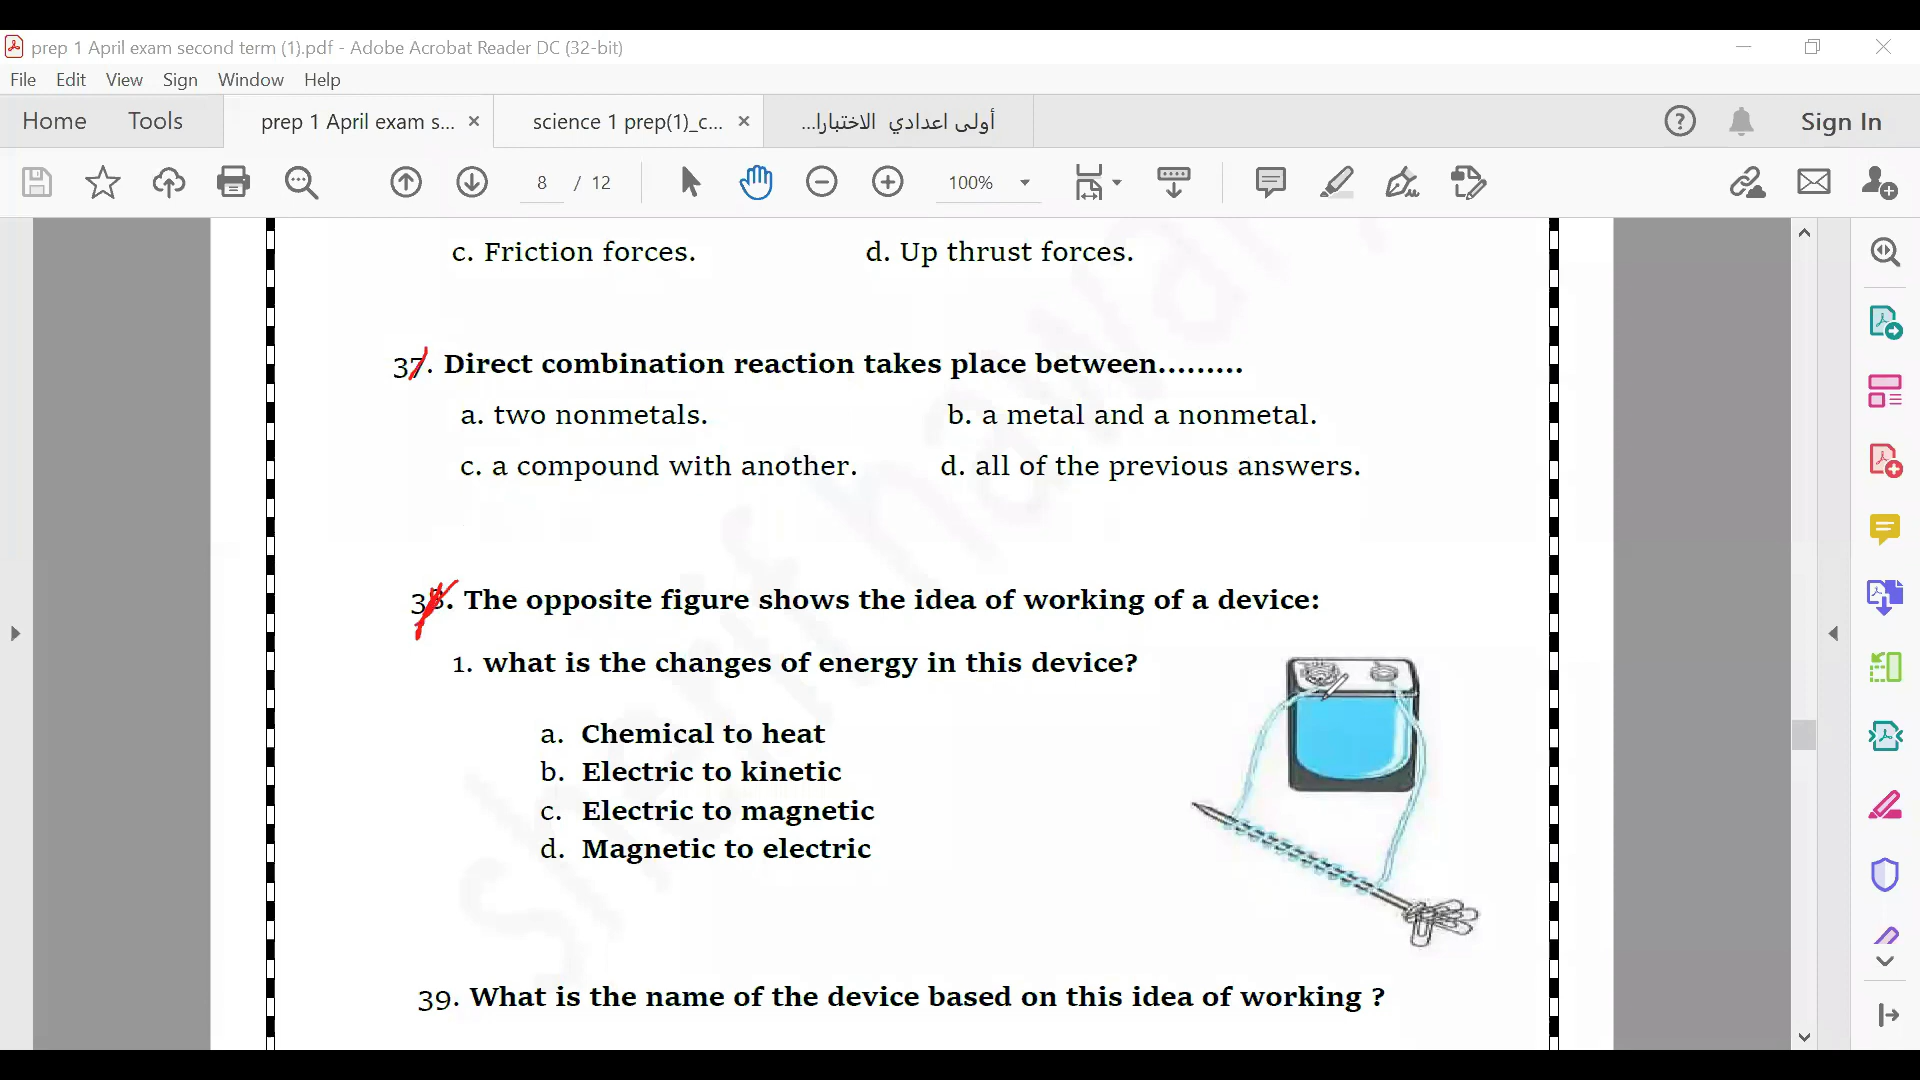 prep 1 April exam second term (1).pdf - Adobe Acrobat Reader DC (32-bit)
File Edit View Sign Window Help
Home Tools prep 1 April exam s... × science 1 prep(1)_c... × أولى اعدادي الاختبارا... Sign In
8 / 12 100%
c. Friction forces. d. Up thrust forces.
37. Direct combination reaction takes place between.........
a. two nonmetals. b. a metal and a nonmetal.
c. a compound with another. d. all of the previous answers.
38. The opposite figure shows the idea of working of a device:
1. what is the changes of energy in this device?
a. Chemical to heat
b. Electric to kinetic
c. Electric to magnetic
d. Magnetic to electric
39. What is the name of the device based on this idea of working ?